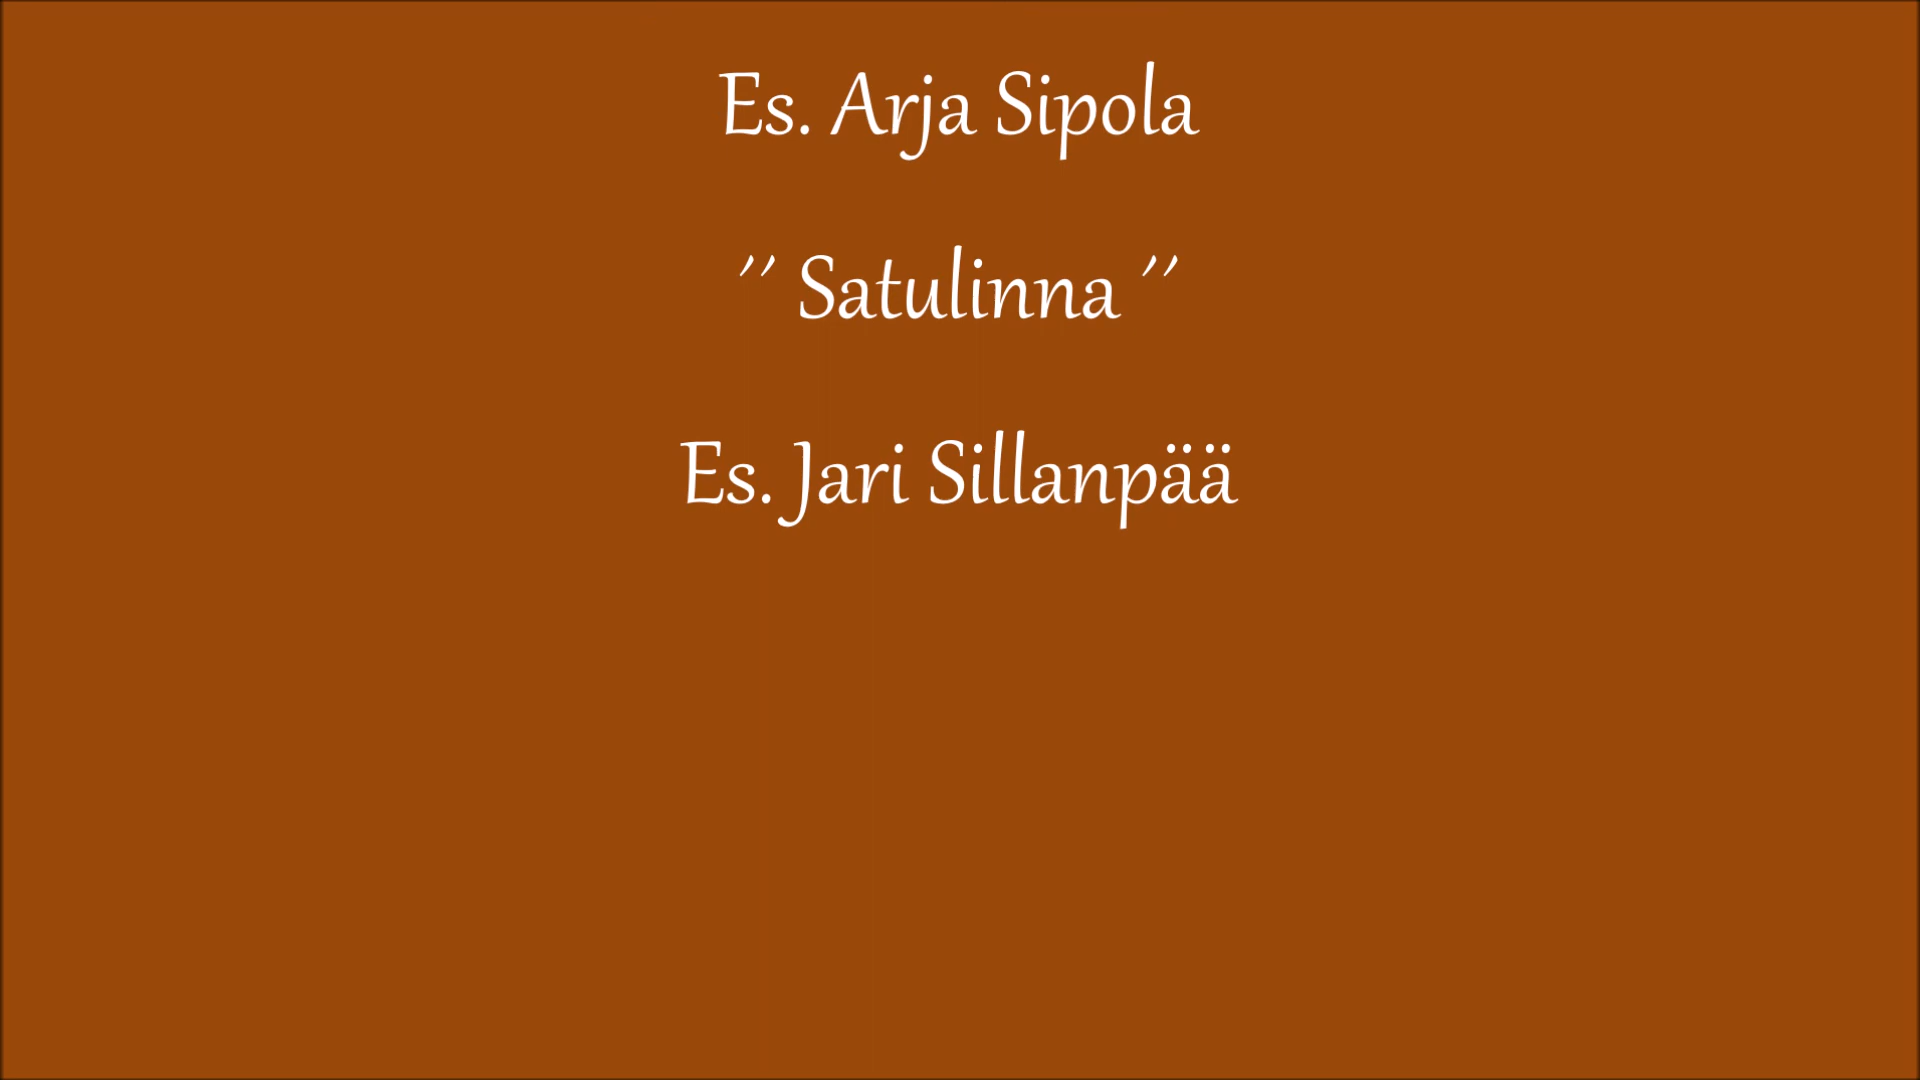 Es. Arja Sipola
´´ Satulinna ´´
Es. Jari Sillanpää